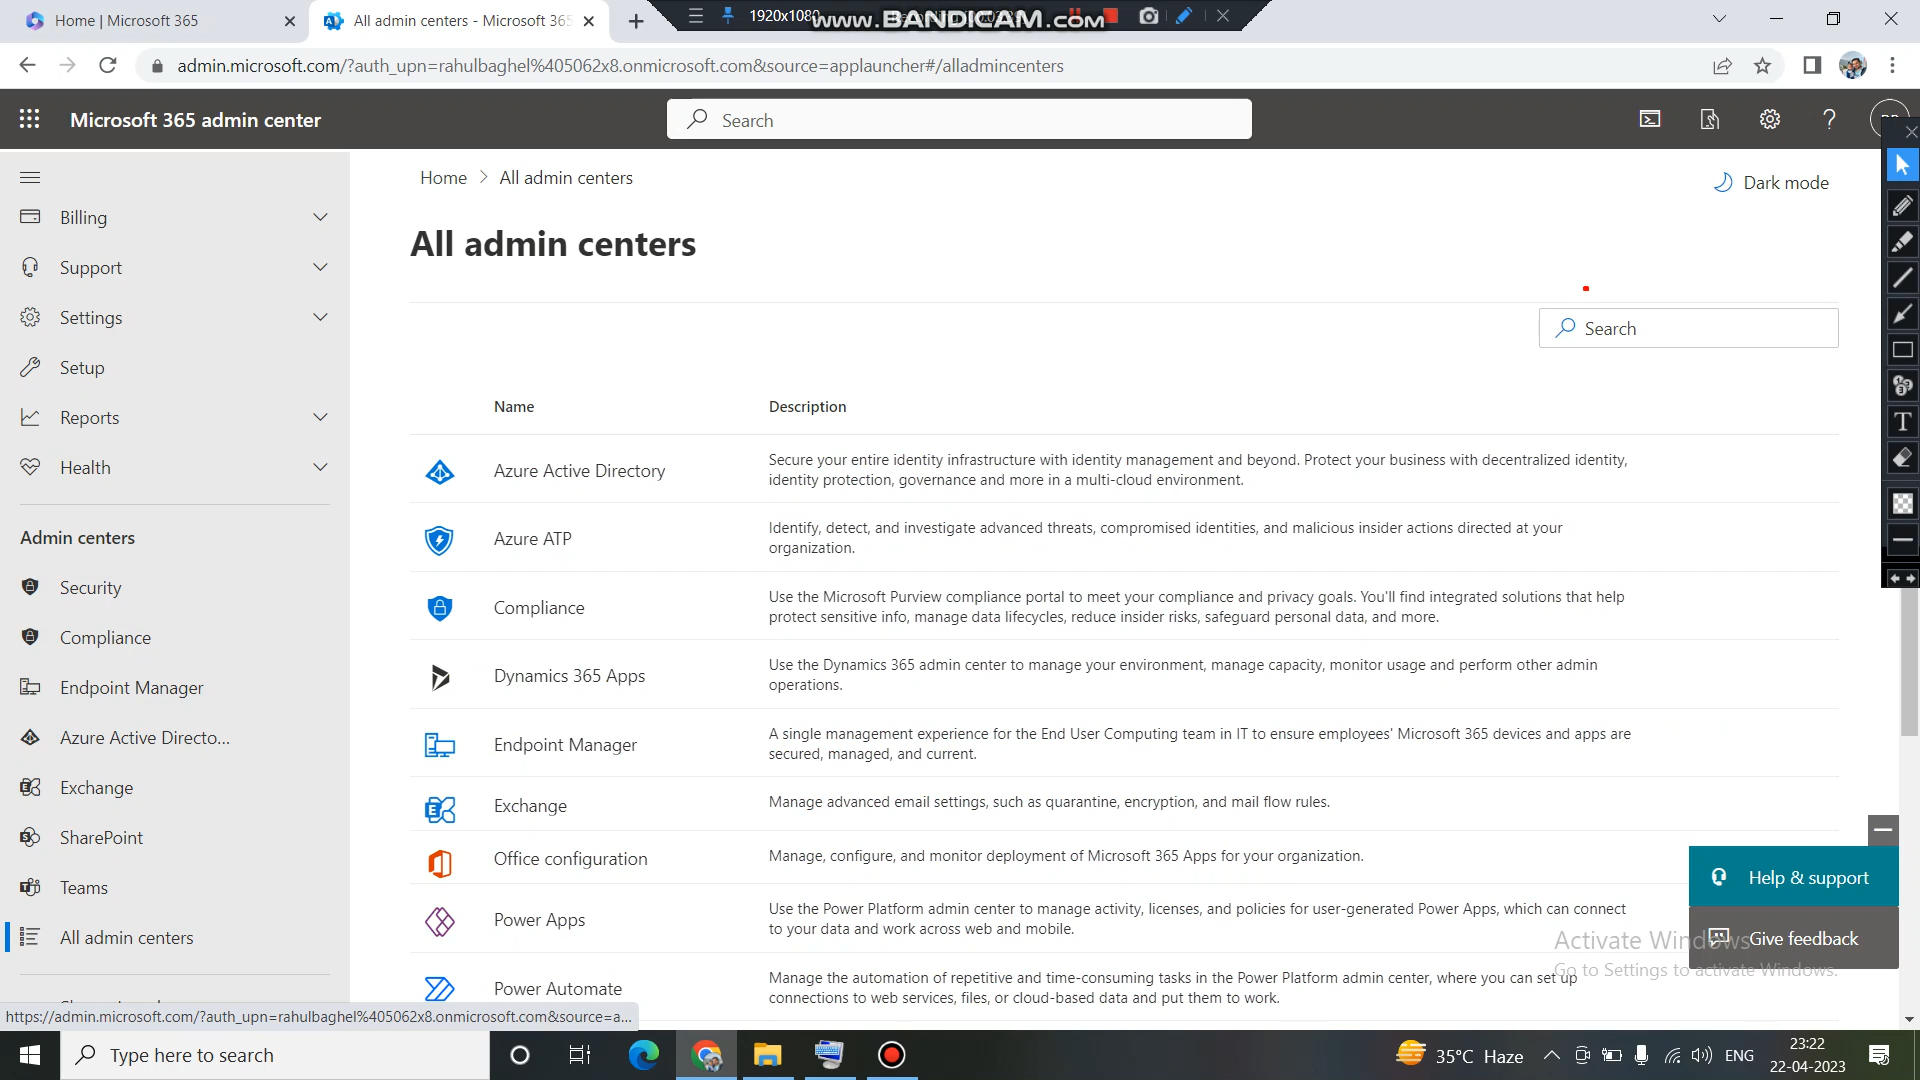 Home | Microsoft 365
All admin centers - Microsoft 365
1920x1080
www.BANDICAM.com
admin.microsoft.com/?auth_upn=rahulbaghel%405062x8.onmicrosoft.com&source=applauncher#/alladmincenters
Microsoft 365 admin center
Search
Home > All admin centers
Dark mode
All admin centers
Search
Billing
Support
Settings
Setup
Reports
Health
Admin centers
Security
Compliance
Endpoint Manager
Azure Active Directo...
Exchange
SharePoint
Teams
All admin centers
Name Description
Azure Active Directory
Secure your entire identity infrastructure with identity management and beyond. Protect your business with decentralized identity,
identity protection, governance and more in a multi-cloud environment.
Azure ATP
Identify, detect, and investigate advanced threats, compromised identities, and malicious insider actions directed at your
organization.
Compliance
Use the Microsoft Purview compliance portal to meet your compliance and privacy goals. You'll find integrated solutions that help
protect sensitive info, manage data lifecycles, reduce insider risks, safeguard personal data, and more.
Dynamics 365 Apps
Use the Dynamics 365 admin center to manage your environment, manage capacity, monitor usage and perform other admin
operations.
Endpoint Manager
A single management experience for the End User Computing team in IT to ensure employees' Microsoft 365 devices and apps are
secured, managed, and current.
Exchange
Manage advanced email settings, such as quarantine, encryption, and mail flow rules.
Office configuration
Manage, configure, and monitor deployment of Microsoft 365 Apps for your organization.
Power Apps
Use the Power Platform admin center to manage activity, licenses, and policies for user-generated Power Apps, which can connect
to your data and work across web and mobile.
Power Automate
Manage the automation of repetitive and time-consuming tasks in the Power Platform admin center, where you can set up
connections to web services, files, or cloud-based data and put them to work.
Help & support
Give feedback
Activate Windows
Go to Settings to activate Windows.
https://admin.microsoft.com/?auth_upn=rahulbaghel%405062x8.onmicrosoft.com&source=a...
Type here to search
35°C Haze
ENG
23:22
22-04-2023